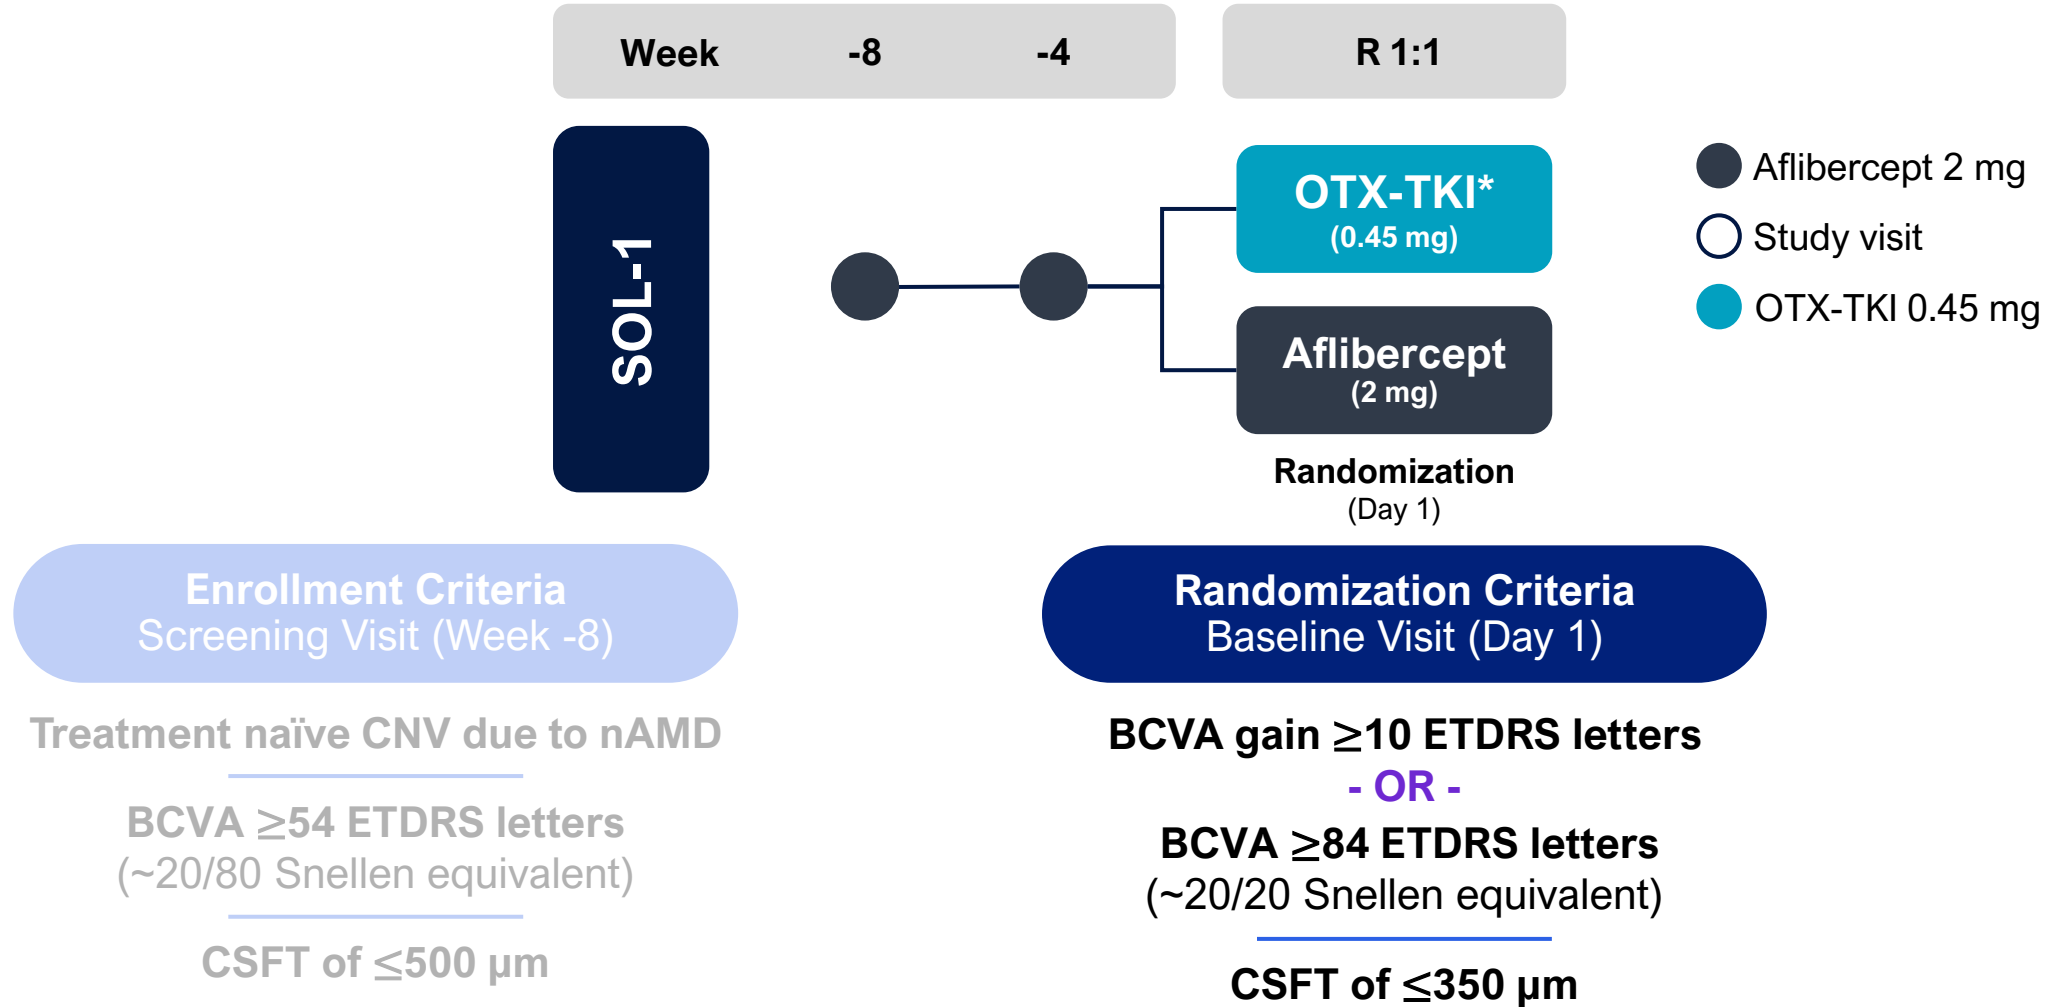 Week -8 -4 R 1:1
SOL-1
OTX-TKI*
(0.45 mg)
Aflibercept
(2 mg)
Randomization
(Day 1)
Aflibercept 2 mg
Study visit
OTX-TKI 0.45 mg
Enrollment Criteria
Screening Visit (Week -8)
Treatment naïve CNV due to nAMD
BCVA ≥54 ETDRS letters
(~20/80 Snellen equivalent)
CSFT of ≤500 µm
Randomization Criteria
Baseline Visit (Day 1)
BCVA gain ≥10 ETDRS letters
- OR -
BCVA ≥84 ETDRS letters
(~20/20 Snellen equivalent)
CSFT of ≤350 µm